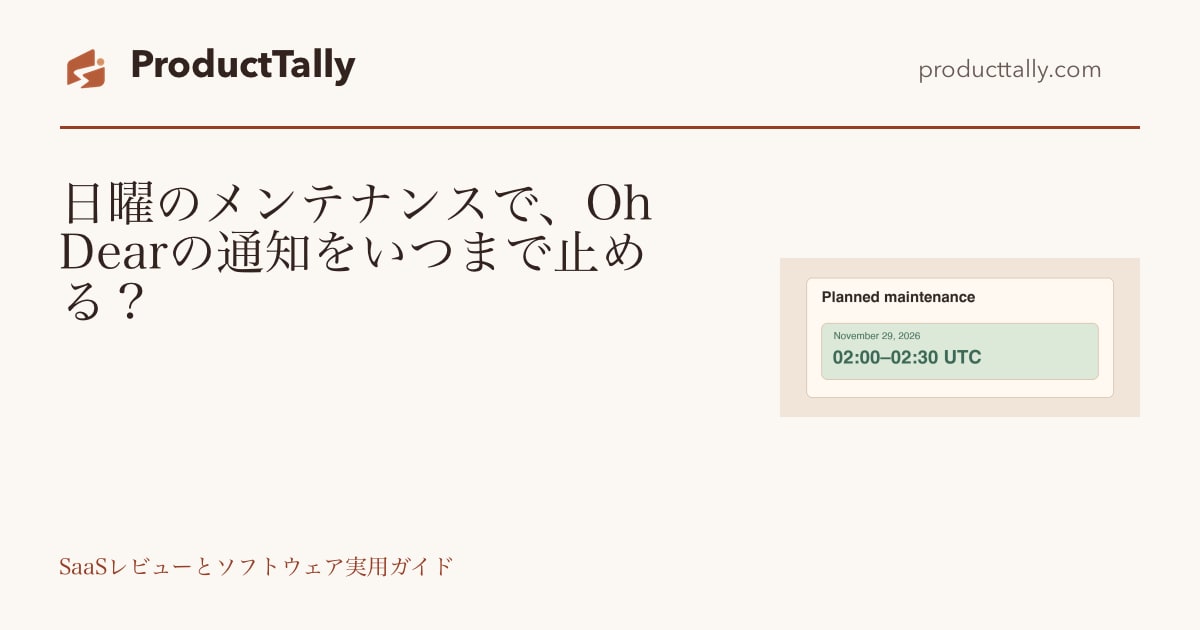 ProductTally
producttally.com
日曜のメンテナンスで、Oh
Dearの通知をいつまで止め
る？
Planned maintenance
November 29, 2026
02:00–02:30 UTC
SaaSレビューとソフトウェア実用ガイド